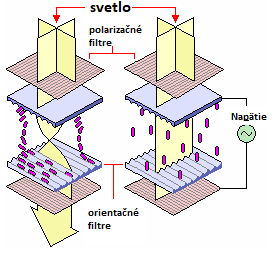 svetlo
polarizačné
filtre
Napätie
orientačné
filtre